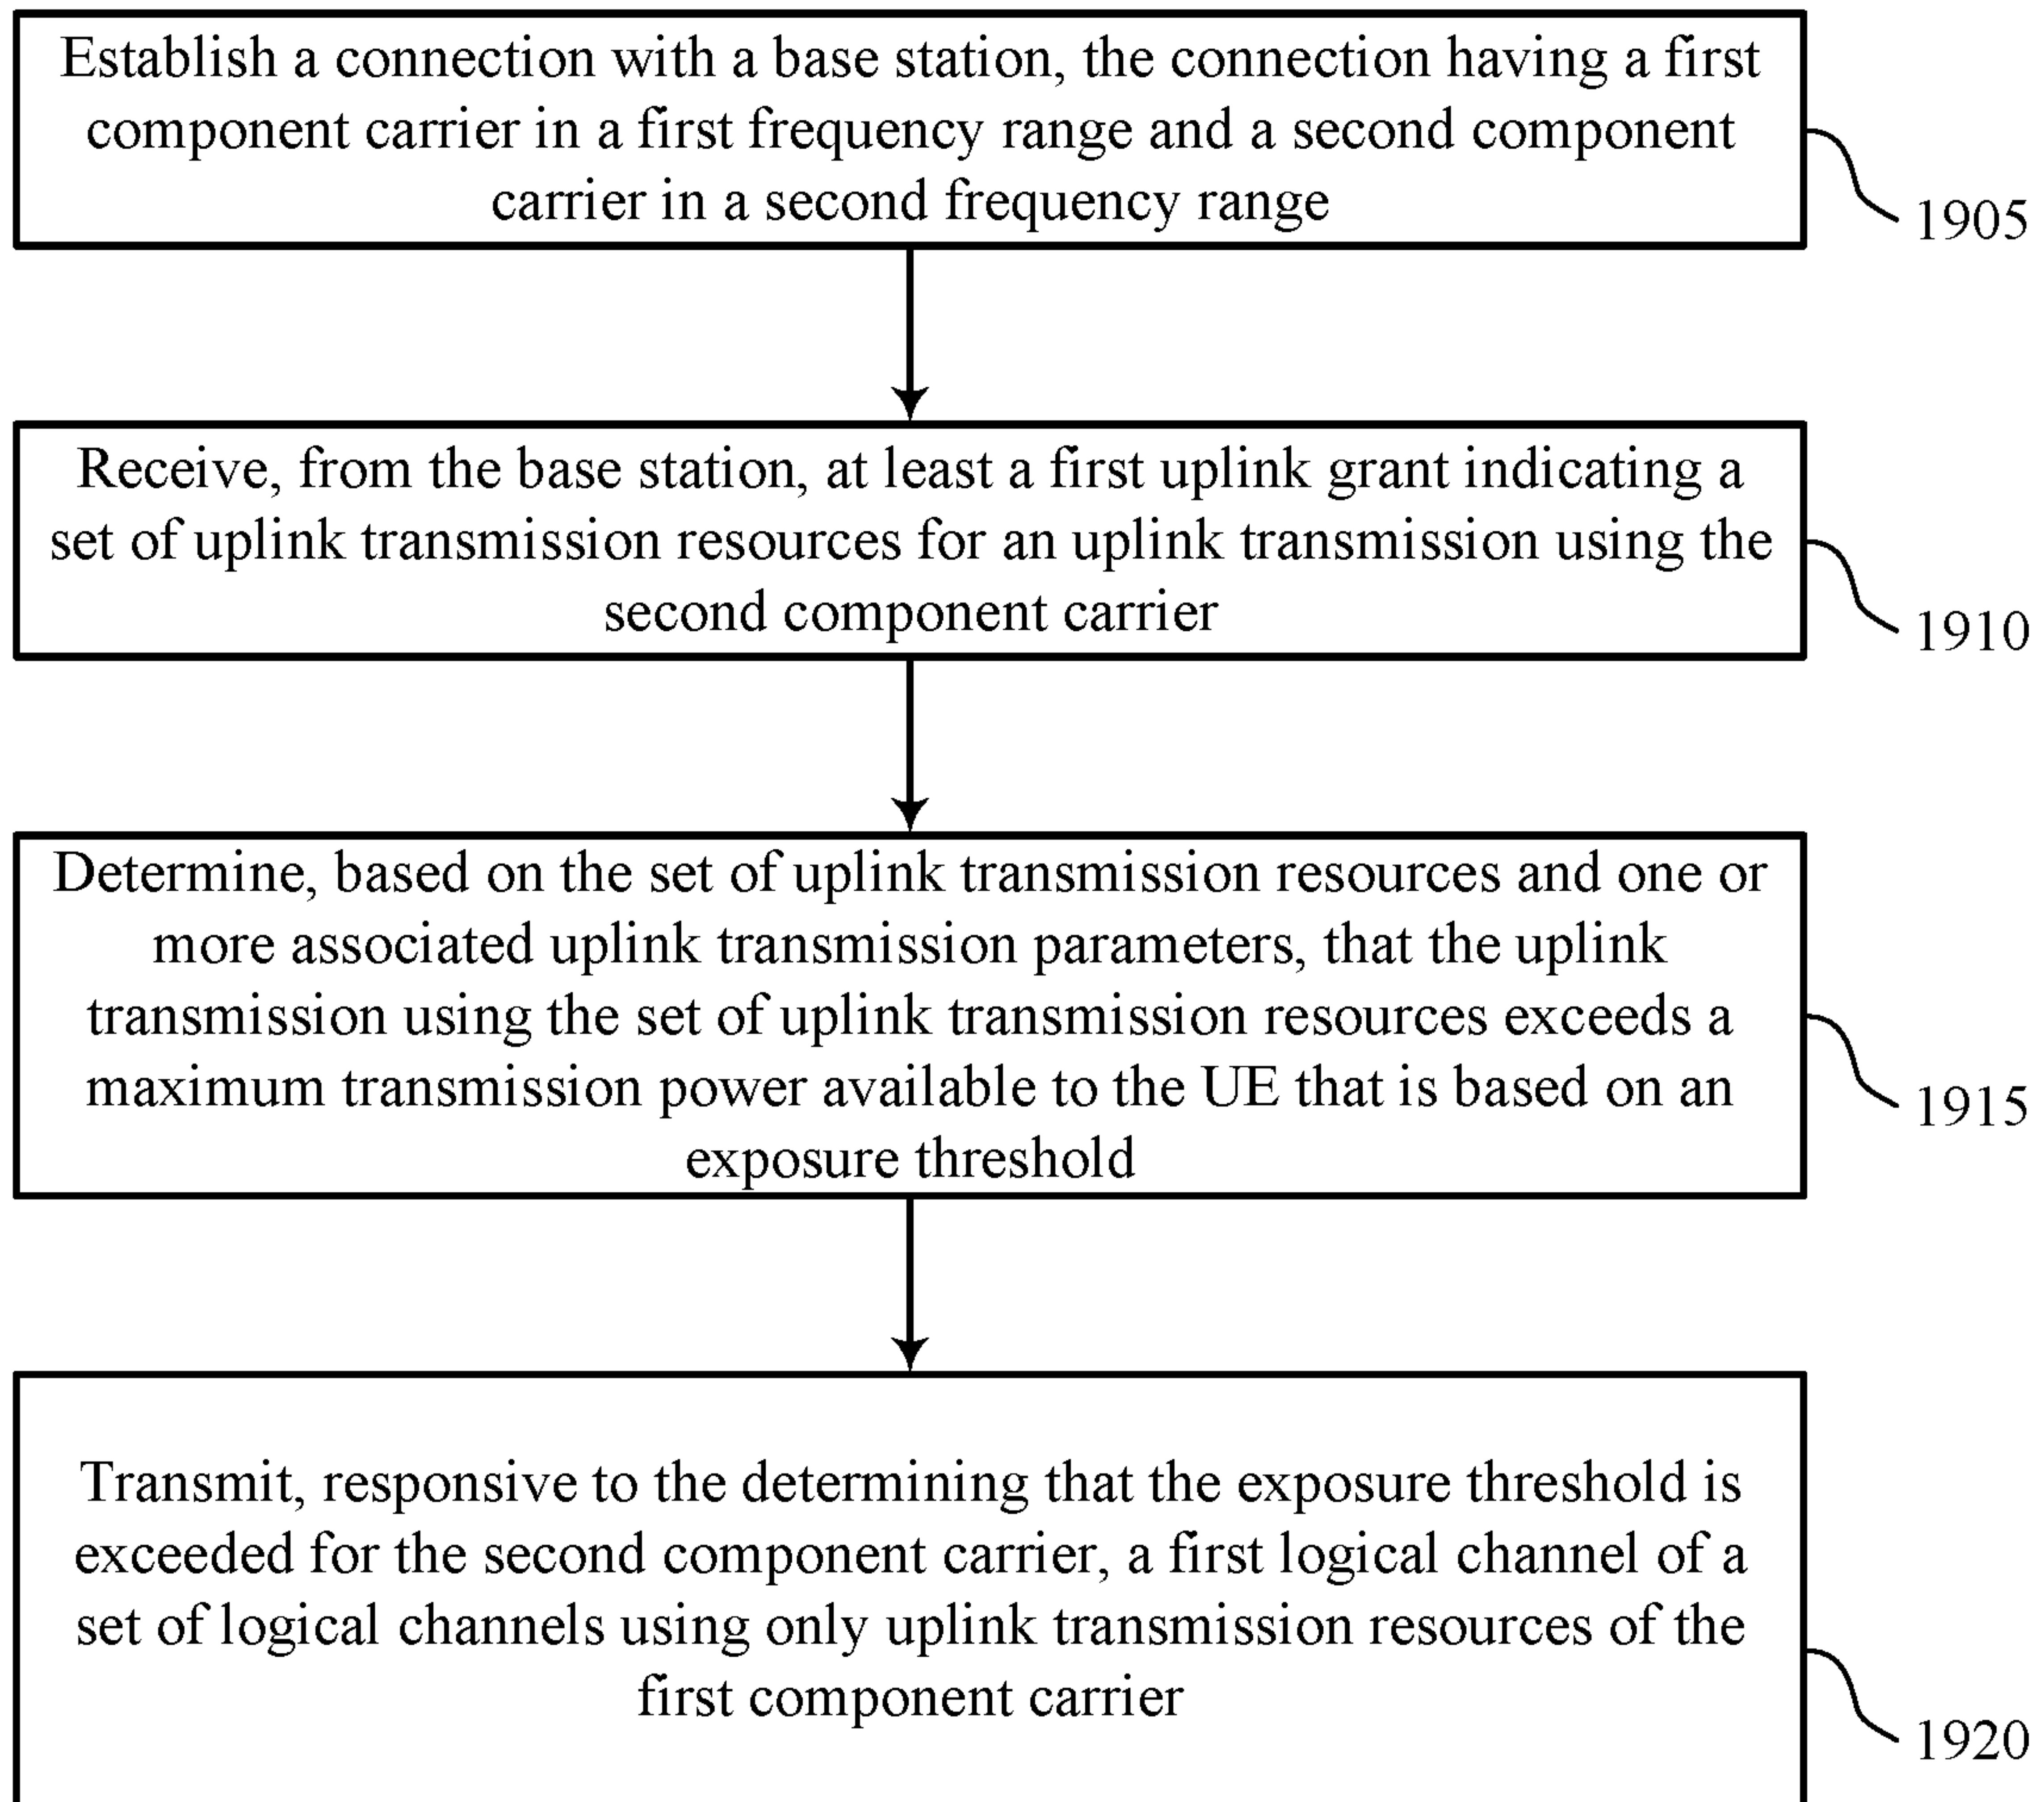 Establish a connection with a base station, the connection having a first
component carrier in a first frequency range and a second component
carrier in a second frequency range
1905
Receive, from the base station, at least a first uplink grant indicating a
set of uplink transmission resources for an uplink transmission using the
second component carrier
1910
Determine, based on the set of uplink transmission resources and one or
more associated uplink transmission parameters, that the uplink
transmission using the set of uplink transmission resources exceeds a
maximum transmission power available to the UE that is based on an
exposure threshold
1915
Transmit, responsive to the determining that the exposure threshold is
exceeded for the second component carrier, a first logical channel of a
set of logical channels using only uplink transmission resources of the
first component carrier
1920